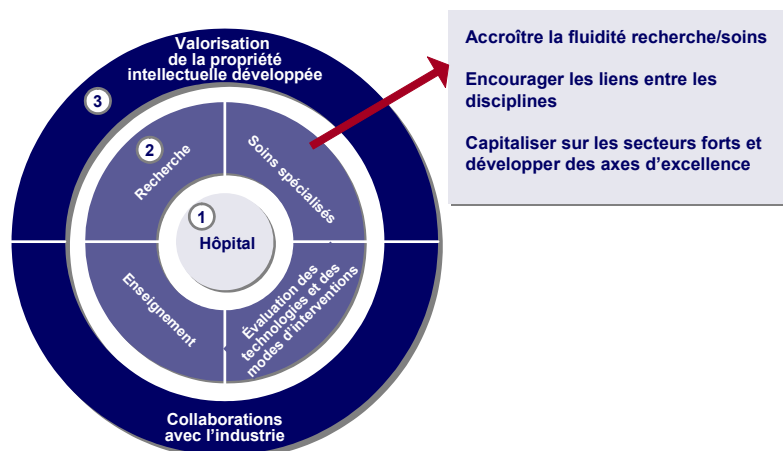 Valorisation
de la propriété
intellectuelle développée
3
2
Recherche
Soins spécialisés
1
Hôpital
Enseignement
Évaluation des
technologies et des
modes d'interventions
Collaborations
avec l'industrie
Accroître la fluidité recherche/soins
Encourager les liens entre les
disciplines
Capitaliser sur les secteurs forts et
développer des axes d'excellence